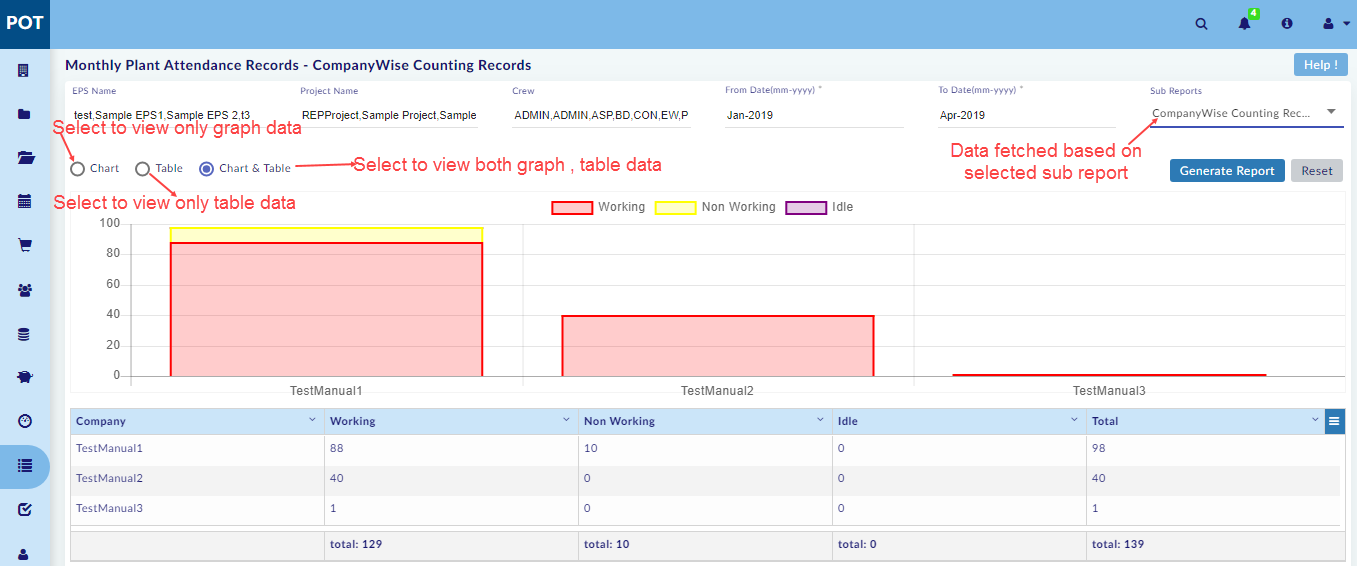 POT
4
Monthly Plant Attendance Records - CompanyWise Counting Records
Help !
EPS Name
Project Name
Crew
From Date(mm-yyyy) *
To Date(mm-yyyy) *
Sub Reports
test,Sample EPS1,Sample EPS 2,t3
REPProject,Sample Project,Sample
ADMIN,ADMIN,ASP,BD,CON,EW,P
Jan-2019
Apr-2019
CompanyWise Counting Rec...
Select to view only graph data
Data fetched based on
selected sub report
Chart
Table
Chart & Table
Select to view both graph , table data
Generate Report
Reset
Select to view only table data
Working
Non Working
Idle
100
80
60
40
20
0
TestManual1
TestManual2
TestManual3
Company Working Non Working Idle Total
TestManual1 88 10 0 98
TestManual2 40 0 0 40
TestManual3 1 0 0 1
total: 129 total: 10 total: 0 total: 139